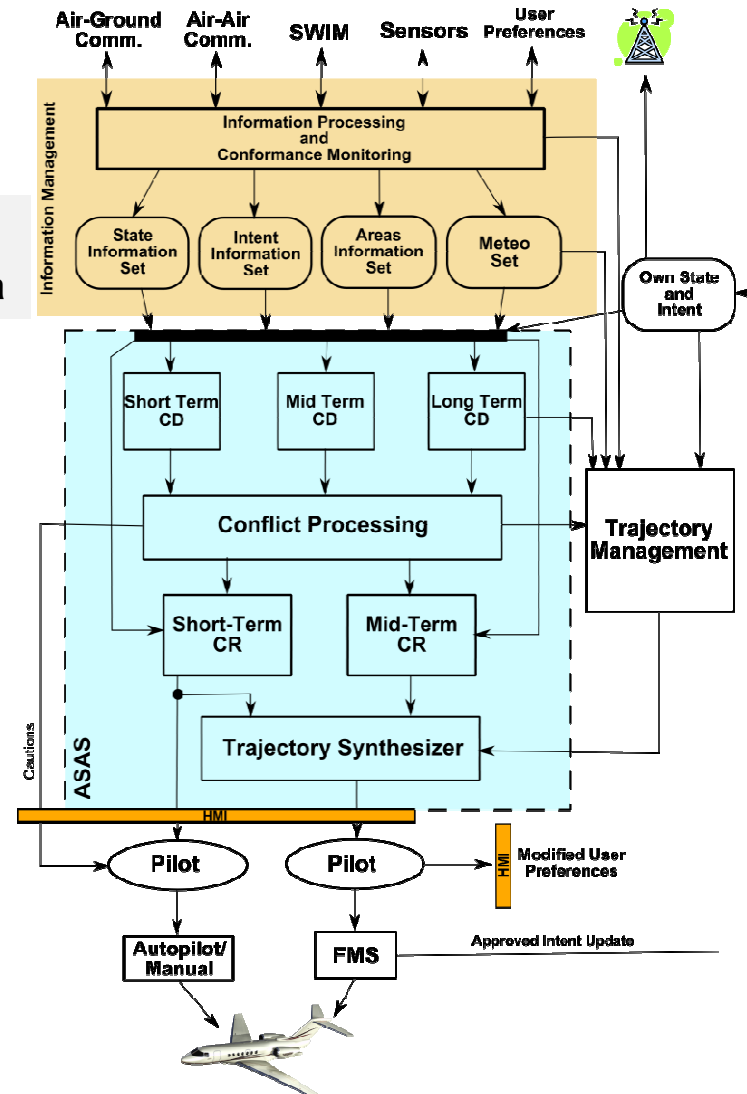 Air-Ground
Comm.
Air-Air
Comm.
SWIM
Sensors
User
Preferences
Information Management
Information Processing
and
Conformance Monitoring
State
Information
Set
Intent
Information
Set
Areas
Information
Set
Meteo
Set
Own State
and
Intent
a
Short Term
CD
Mid Term
CD
Long Term
CD
Conflict Processing
Trajectory
Management
Short-Term
CR
Mid-Term
CR
Trajectory Synthesizer
Cautions
ASAS
HMI
Pilot
Pilot
HMI
Modified User
Preferences
Autopilot/
Manual
FMS
Approved Intent Update